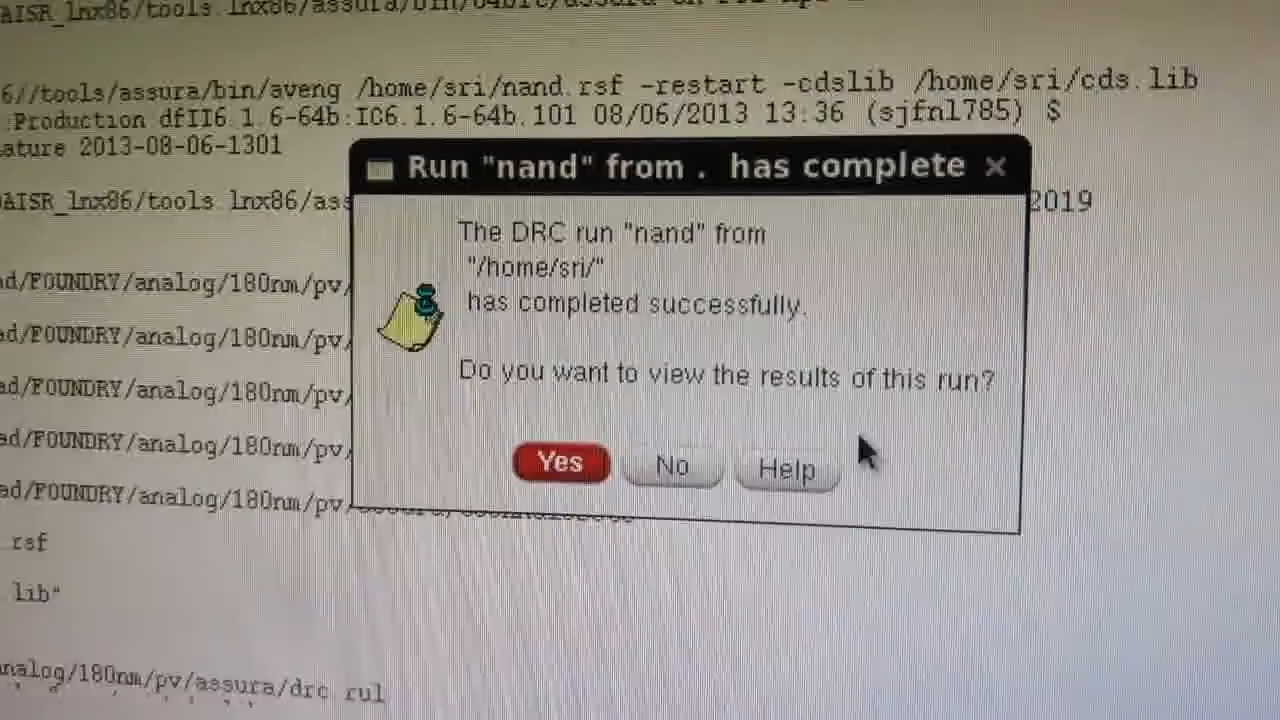 AISR_lnx86/tools.lnx86/assura/bin/64bit/assura
6//tools/assura/bin/aveng /home/sri/nand.rsf -restart -cdslib /home/sri/cds.lib
:Production dfII6.1.6-64b:IC6.1.6-64b.101 08/06/2013 13:36 (sjfnl785) $
ature 2013-08-06-1301
AISR_lnx86/tools.lnx86/ass
2019
Run "nand" from . has complete
The DRC run "nand" from
"/home/sri/"
has completed successfully.
Do you want to view the results of this run?
Yes No Help
ad/FOUNDRY/analog/180nm/pv/
ad/FOUNDRY/analog/180nm/pv/
ad/FOUNDRY/analog/180nm/pv/
ad/FOUNDRY/analog/180nm/pv/
ad/FOUNDRY/analog/180nm/pv/
rsf
lib"
nalog/180nm/pv/assura/drc.rul